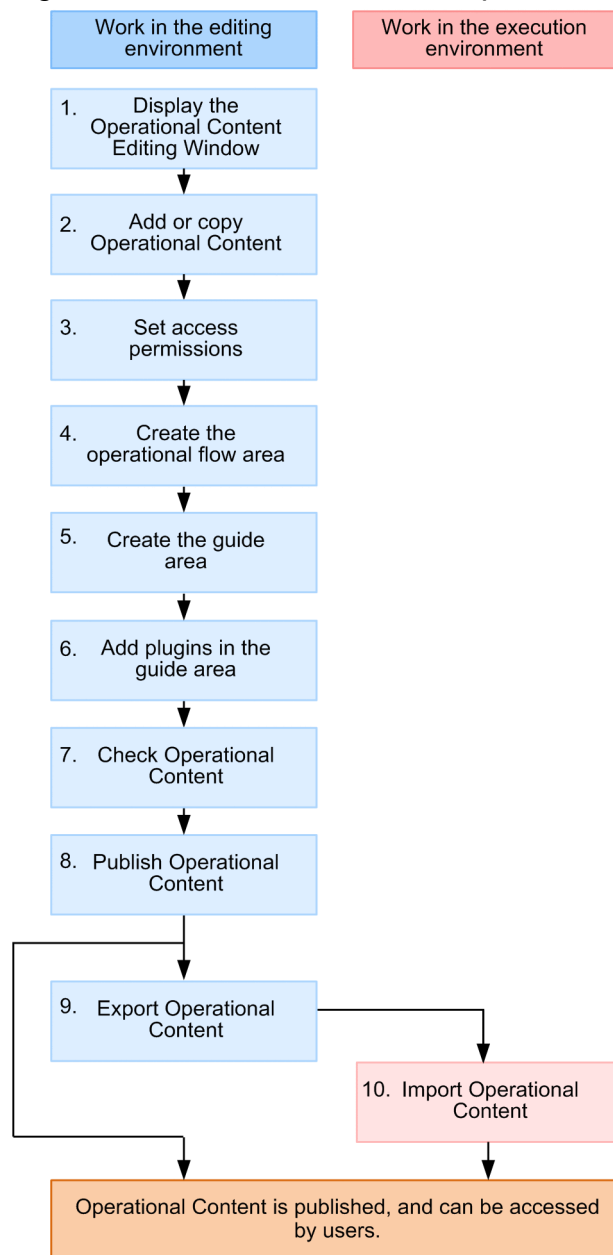 Work in the editing
environment
Work in the execution
environment
1. Display the
Operational Content
Editing Window
2. Add or copy
Operational Content
3. Set access
permissions
4. Create the
operational flow area
5. Create the guide
area
6. Add plugins in the
guide area
7. Check Operational
Content
8. Publish Operational
Content
9. Export Operational
Content
10. Import Operational
Content
Operational Content is published, and can be accessed
by users.